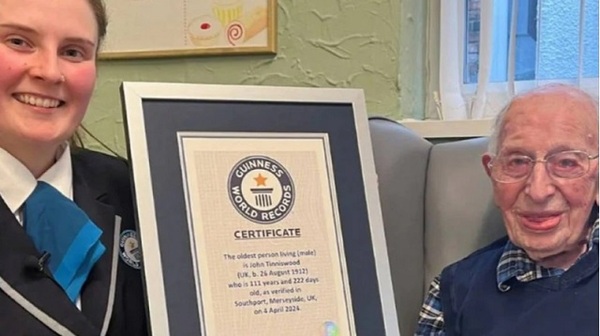 GUINNESS
WORLD RECORDS
CERTIFICATE
The oldest person living (male)
is John Tinniswood
(UK, b. 26 August 1912)
who is 111 years and 222 days
old, as verified in
Southport, Merseyside, UK,
on 4 April 2024.